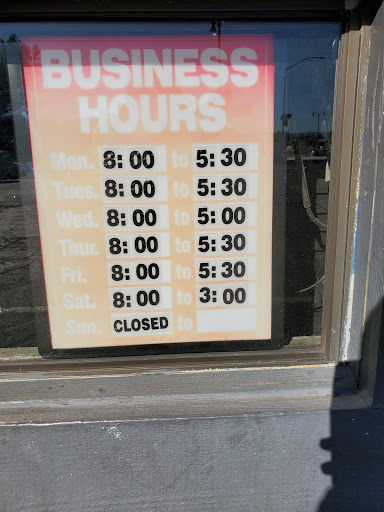 BUSINESS
HOURS
Mon. 8:00 to 5:30
Tues. 8:00 to 5:30
Wed. 8:00 to 5:00
Thur. 8:00 to 5:30
Fri. 8:00 to 5:30
Sat. 8:00 to 3:00
Sun. CLOSED to